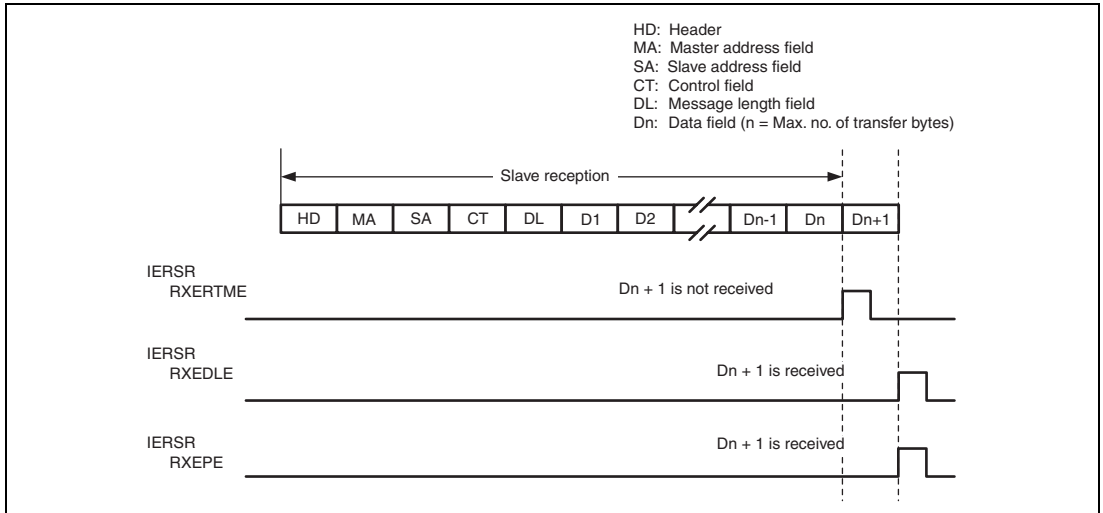 HD: Header
MA: Master address field
SA: Slave address field
CT: Control field
DL: Message length field
Dn: Data field (n = Max. no. of transfer bytes)
Slave reception
HD MA SA CT DL D1 D2 Dn-1 Dn Dn+1
IERSR
RXERTME
Dn + 1 is not received
IERSR
RXEDLE
Dn + 1 is received
IERSR
RXEPE
Dn + 1 is received